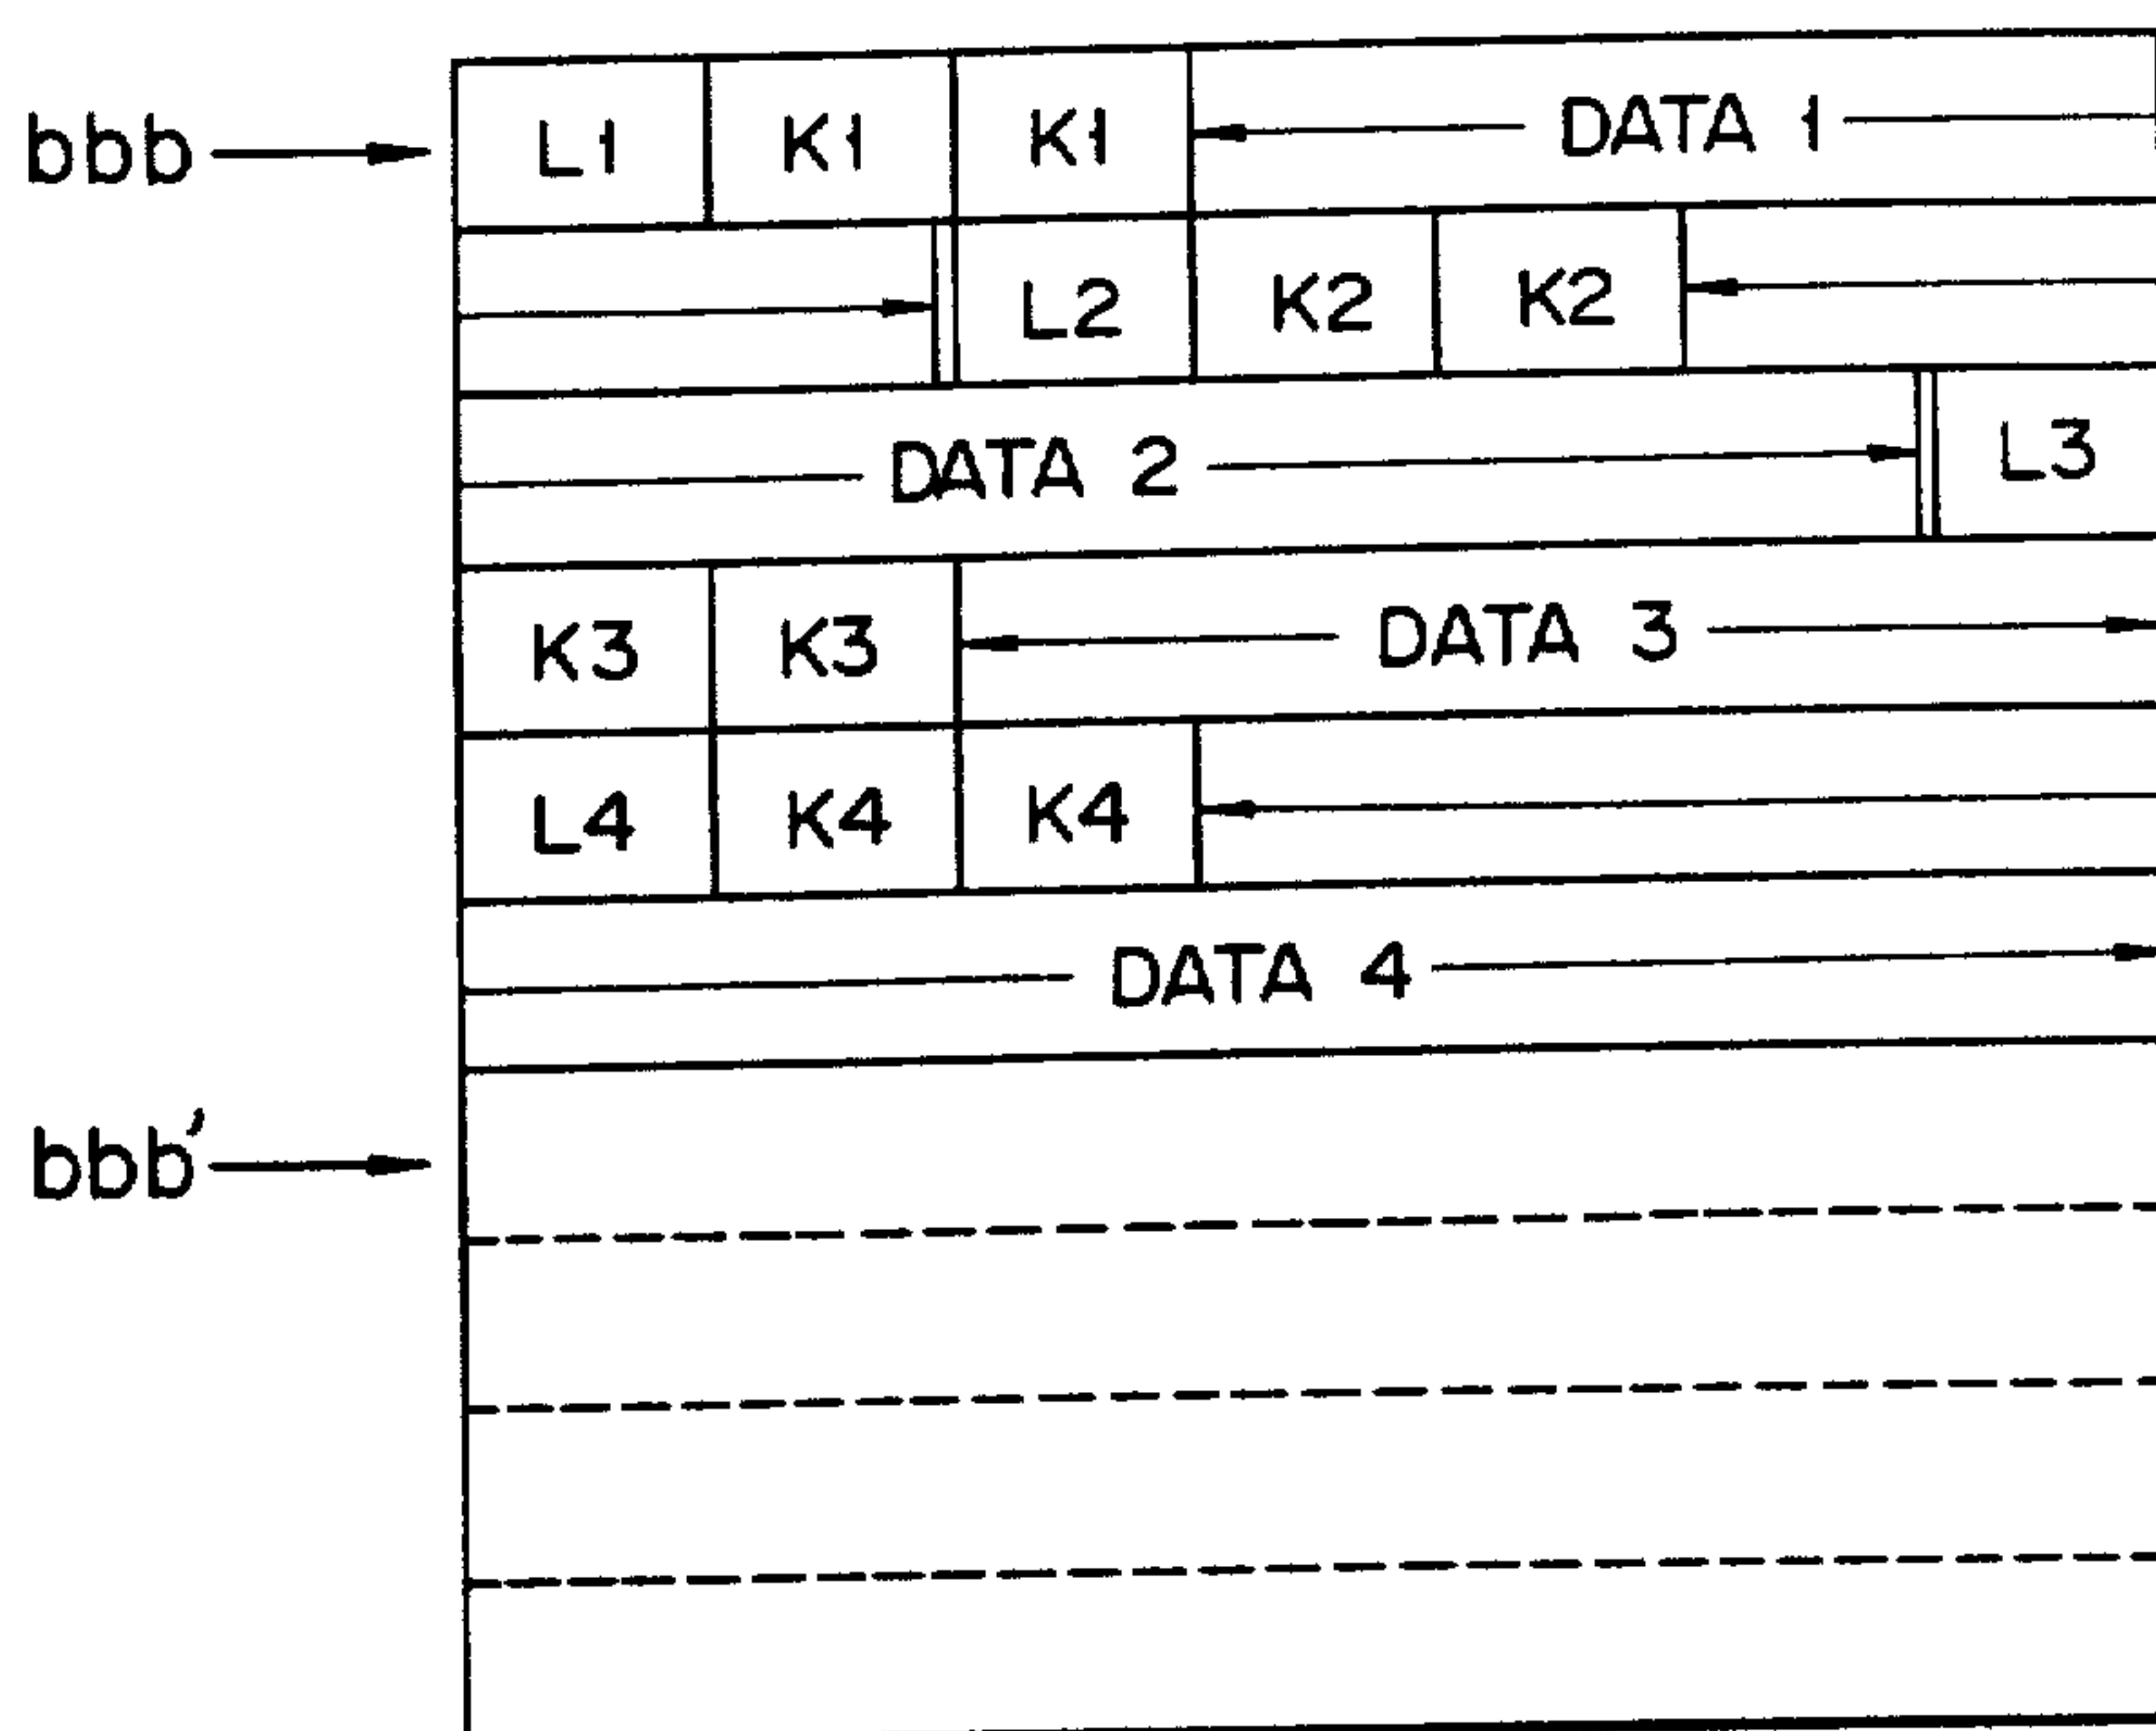 bbb L1 K1 K1 DATA 1
L2 K2 K2
DATA 2 L3
K3 K3 DATA 3
L4 K4 K4
DATA 4
bbb'